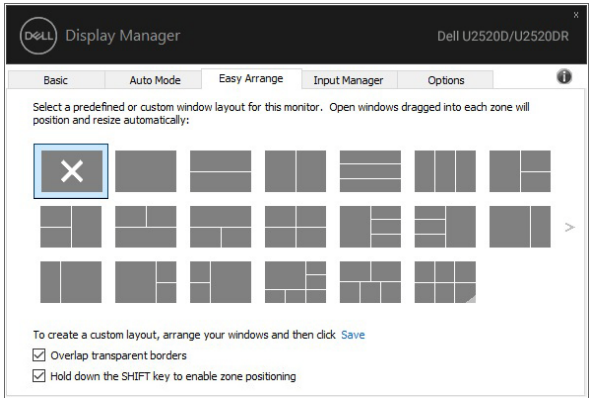 x
DELL Display Manager Dell U2520D/U2520DR
Basic Auto Mode Easy Arrange Input Manager Options i
Select a predefined or custom window layout for this monitor. Open windows dragged into each zone will
position and resize automatically:
To create a custom layout, arrange your windows and then click Save
Overlap transparent borders
Hold down the SHIFT key to enable zone positioning